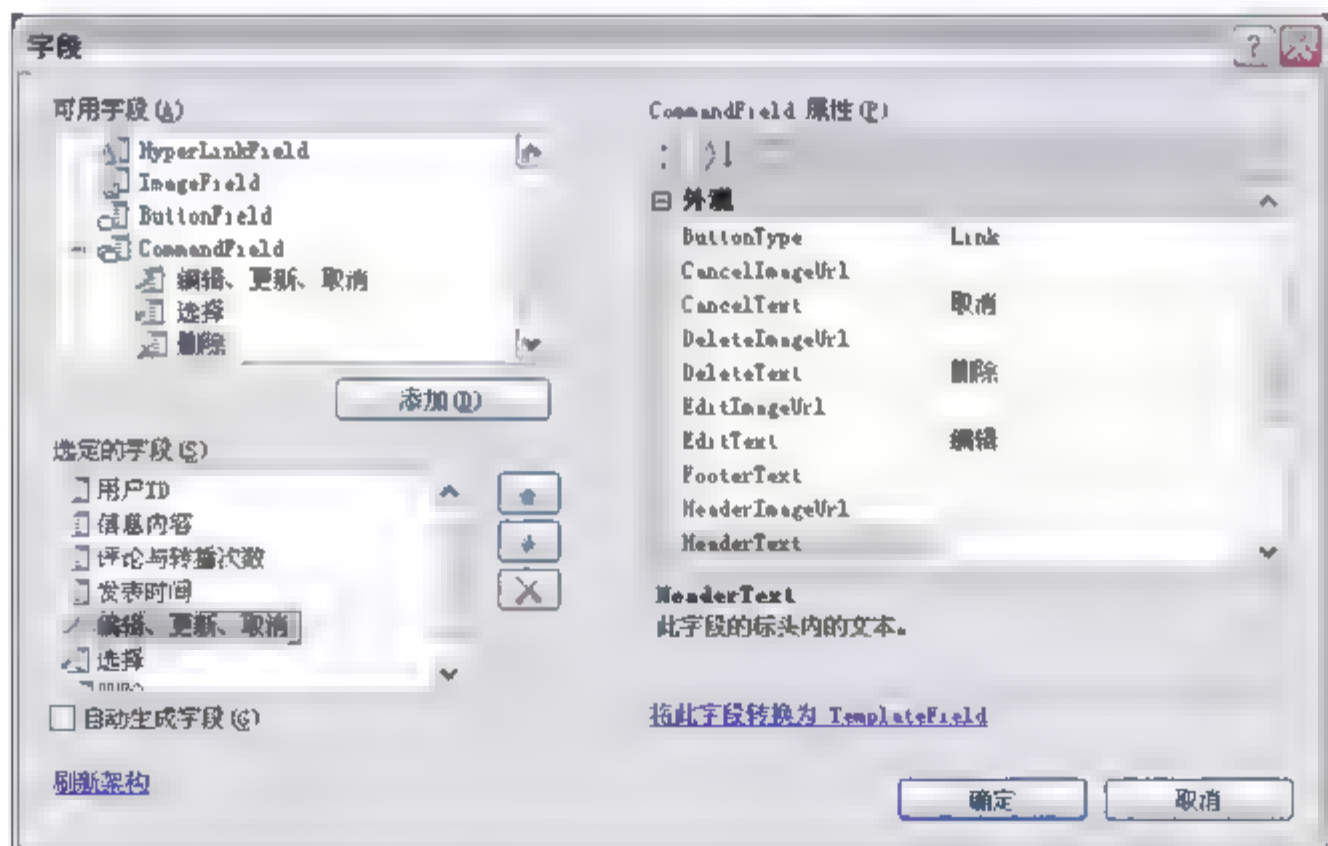 字段
?
可用字段(A)
HyperLinkField
ImageField
ButtonField
CommandField
编辑、更新、取消
选择
删除
添加(D)
选定的字段(S)
用户ID
信息内容
评论与转播次数
发表时间
编辑、更新、取消
选择
自动生成字段(G)
刷新架构
CommandField 属性(P)
外观
ButtonType Link
CancelImageUrl
CancelText 取消
DeleteImageUrl
DeleteText 删除
EditImageUrl
EditText 编辑
FooterText
HeaderImageUrl
HeaderText
HeaderText
此字段的标头内的文本。
将此字段转换为 TemplateField
确定
取消